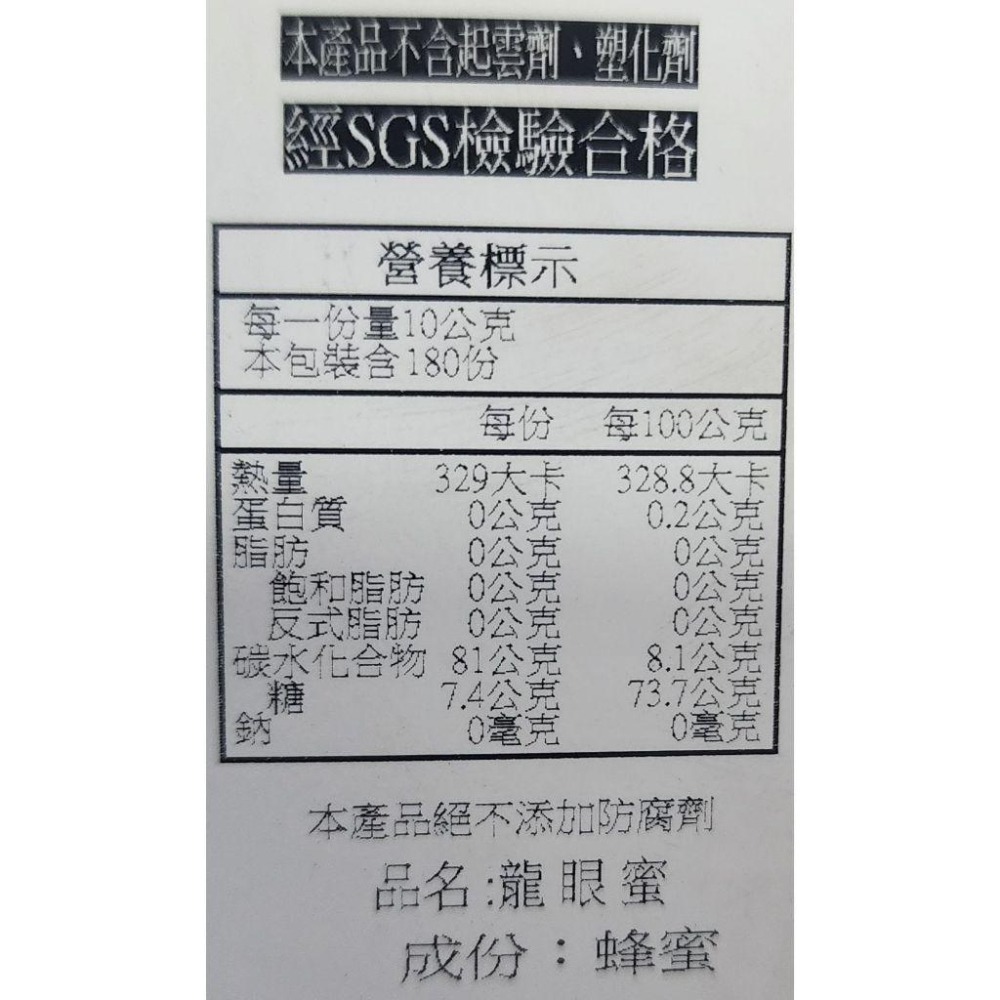 本產品不含起雲劑、塑化劑
經SGS檢驗合格
營養標示
每一份量10公克
本包裝含180份
每份 每100公克
熱量 329大卡 328.8大卡
蛋白質 0公克 0.2公克
脂肪 0公克 0公克
飽和脂肪 0公克 0公克
反式脂肪 0公克 0公克
碳水化合物 81公克 8.1公克
糖 7.4公克 73.7公克
鈉 0毫克 0毫克
本產品絕不添加防腐劑
品名:龍眼蜜
成份：蜂蜜